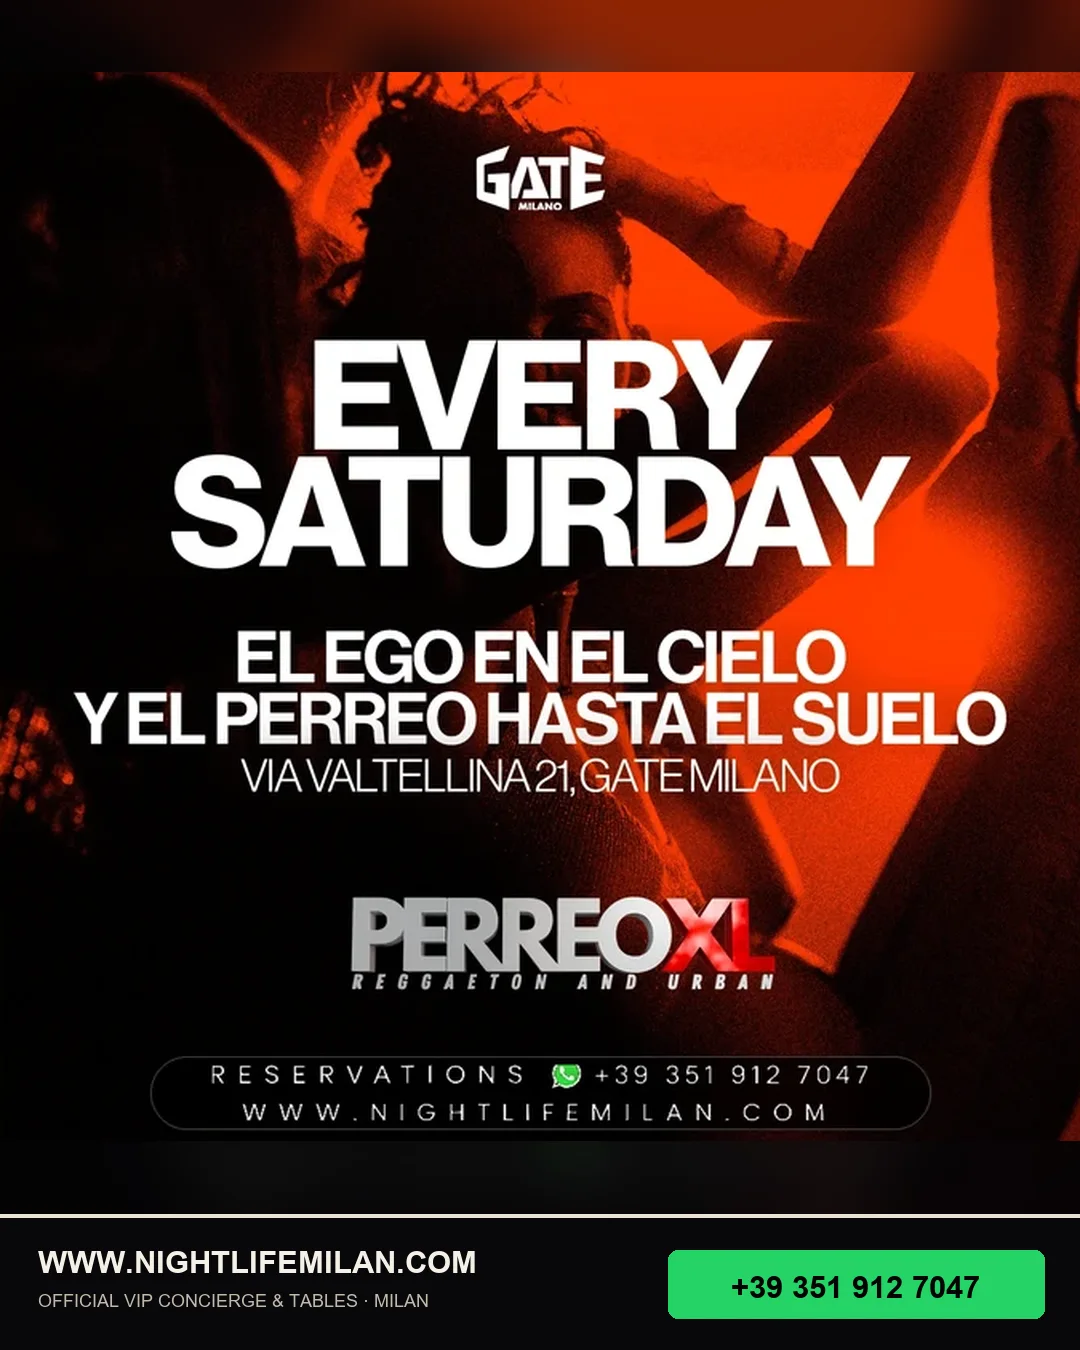 GATE
MILANO
EVERY
SATURDAY
EL EGO EN EL CIELO
Y EL PERREO HASTA EL SUELO
VIA VALTELLINA 21, GATE MILANO
PERREOXL
REGGAETON AND URBAN
RESERVATIONS +39 351 912 7047
WWW.NIGHTLIFEMILAN.COM
WWW.NIGHTLIFEMILAN.COM
OFFICIAL VIP CONCIERGE & TABLES · MILAN
+39 351 912 7047